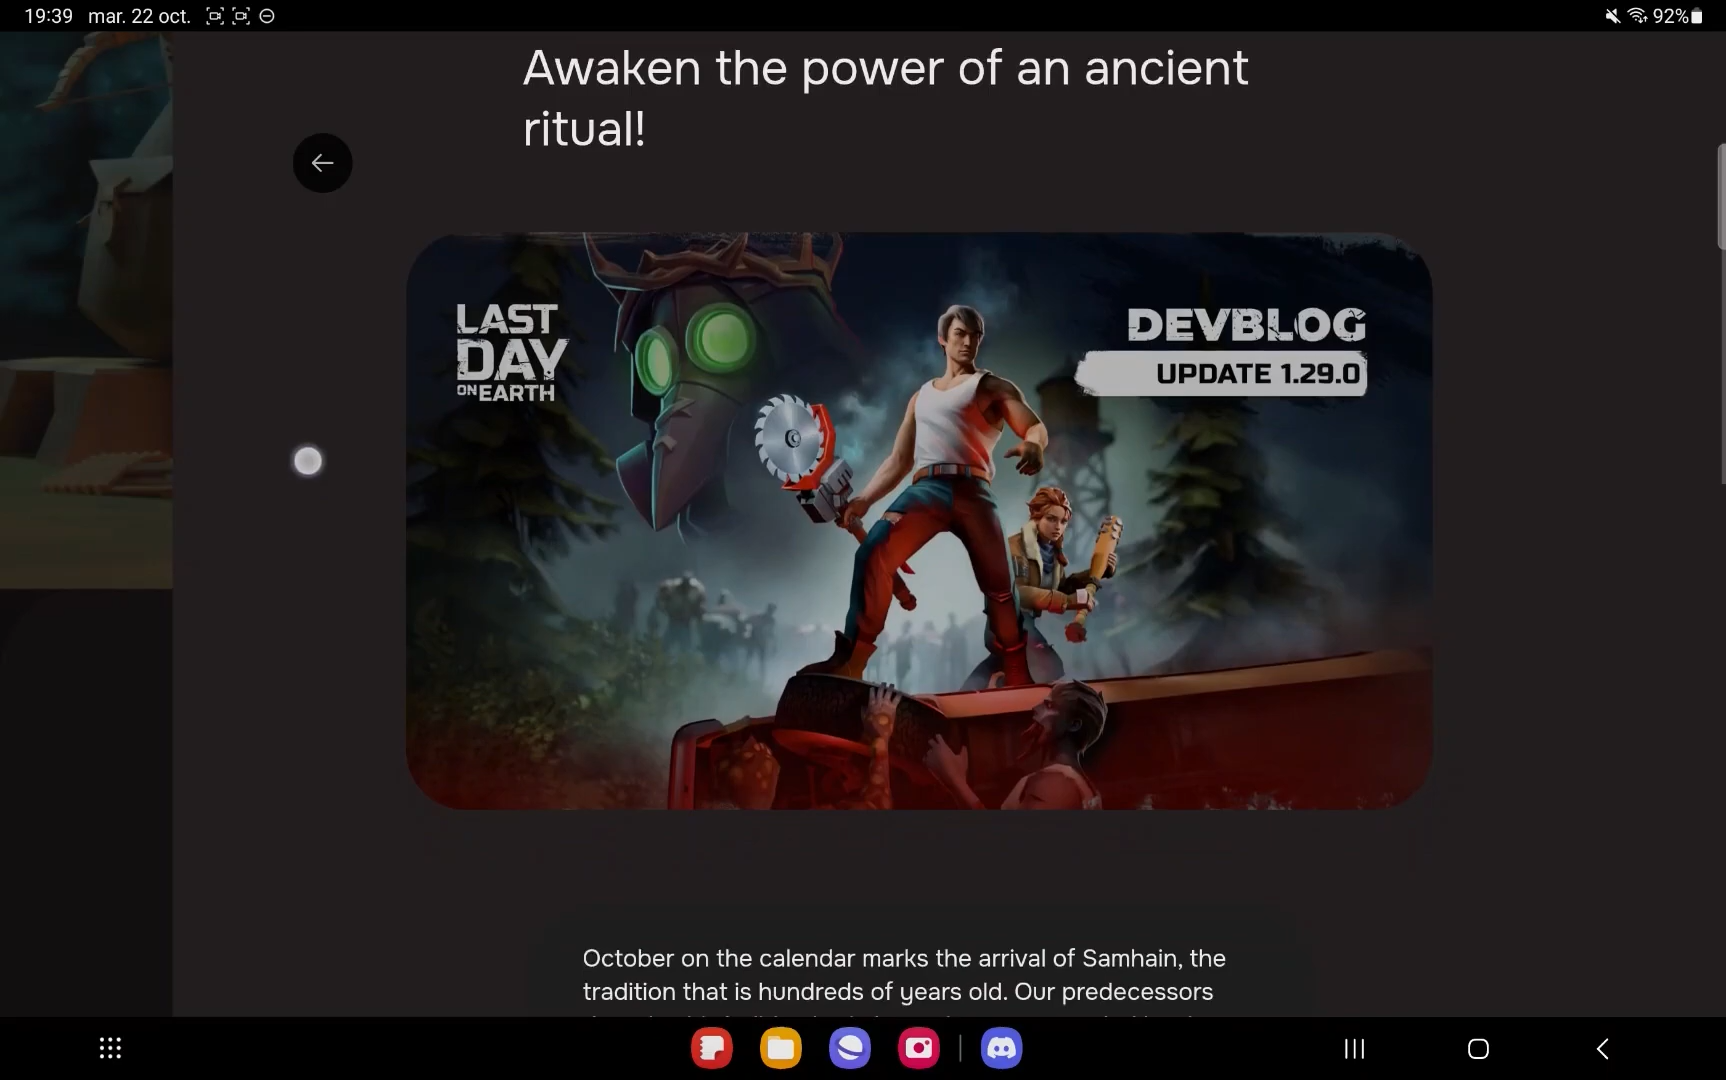 19:39 mar. 22 oct.
92%
Awaken the power of an ancient
ritual!
LAST
DAY
ON EARTH
DEVBLOG
UPDATE 1.29.0
October on the calendar marks the arrival of Samhain, the
tradition that is hundreds of years old. Our predecessors